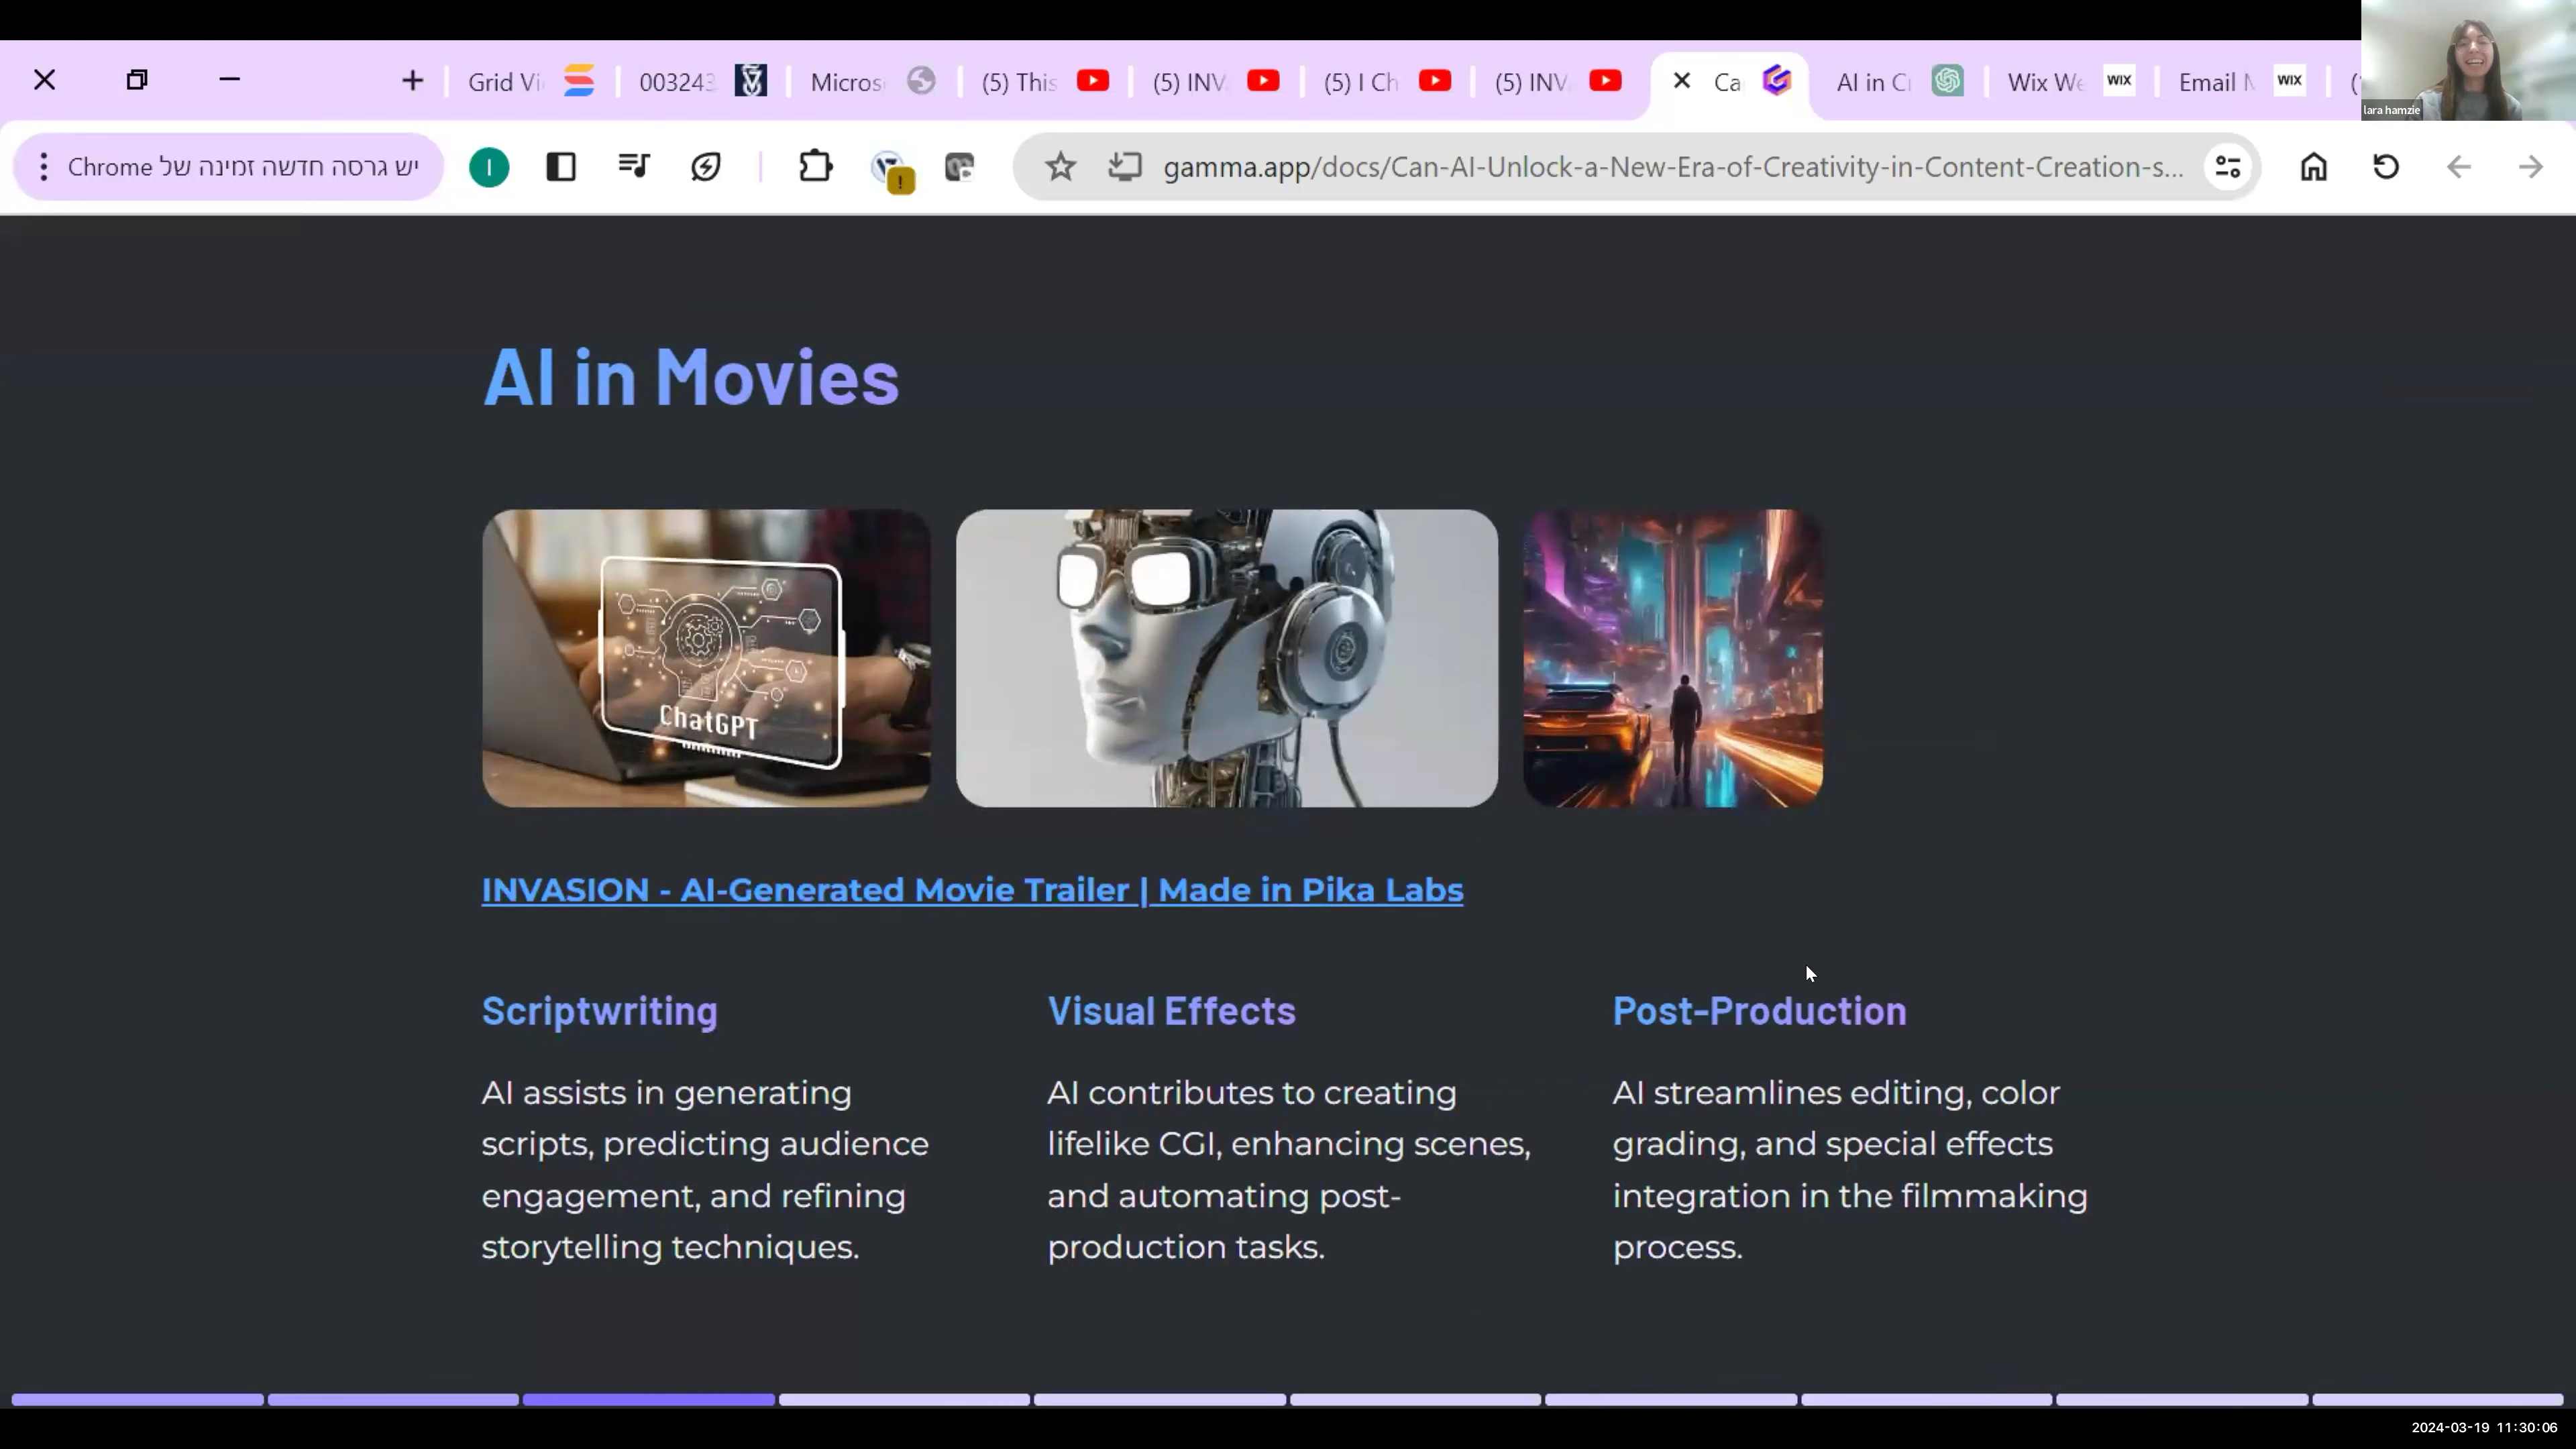 Grid Vi
003243
Micros
(5) This
(5) INV
(5) I Ch
(5) INV
Ca
AI in C
Wix We
WIX
Email
WIX
lara hamzie
יש גרסה חדשה זמינה של Chrome
gamma.app/docs/Can-AI-Unlock-a-New-Era-of-Creativity-in-Content-Creation-s...
AI in Movies
ChatGPT
INVASION - AI-Generated Movie Trailer | Made in Pika Labs
Scriptwriting
AI assists in generating
scripts, predicting audience
engagement, and refining
storytelling techniques.
Visual Effects
AI contributes to creating
lifelike CGI, enhancing scenes,
and automating post-
production tasks.
Post-Production
AI streamlines editing, color
grading, and special effects
integration in the filmmaking
process.
2024-03-19 11:30:06